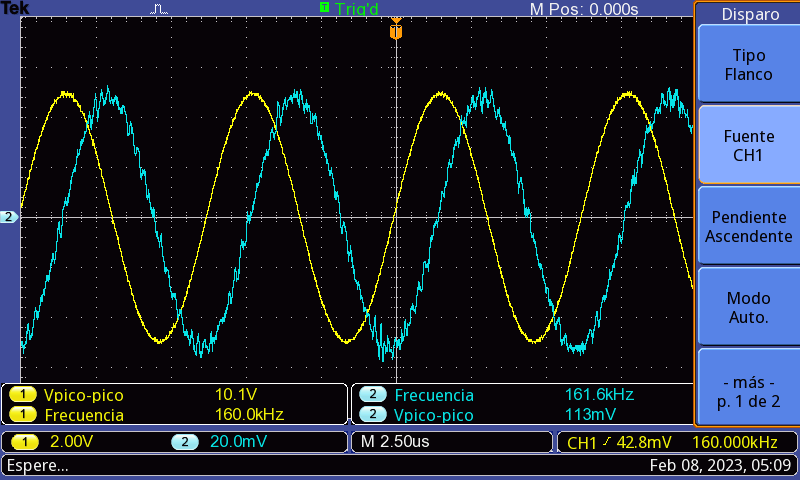 Tek
T Trig'd
M Pos: 0.000s
T
2
Disparo
Tipo
Flanco
Fuente
CH1
Pendiente
Ascendente
Modo
Auto.
- más -
p. 1 de 2
1 Vpico-pico 10.1V
1 Frecuencia 160.0kHz
2 Frecuencia 161.6kHz
2 Vpico-pico 113mV
1 2.00V 2 20.0mV M 2.50us CH1 42.8mV 160.000kHz
Espere... Feb 08, 2023, 05:09